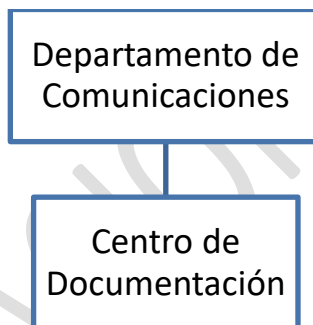 Departamento de
Comunicaciones
Centro de
Documentación